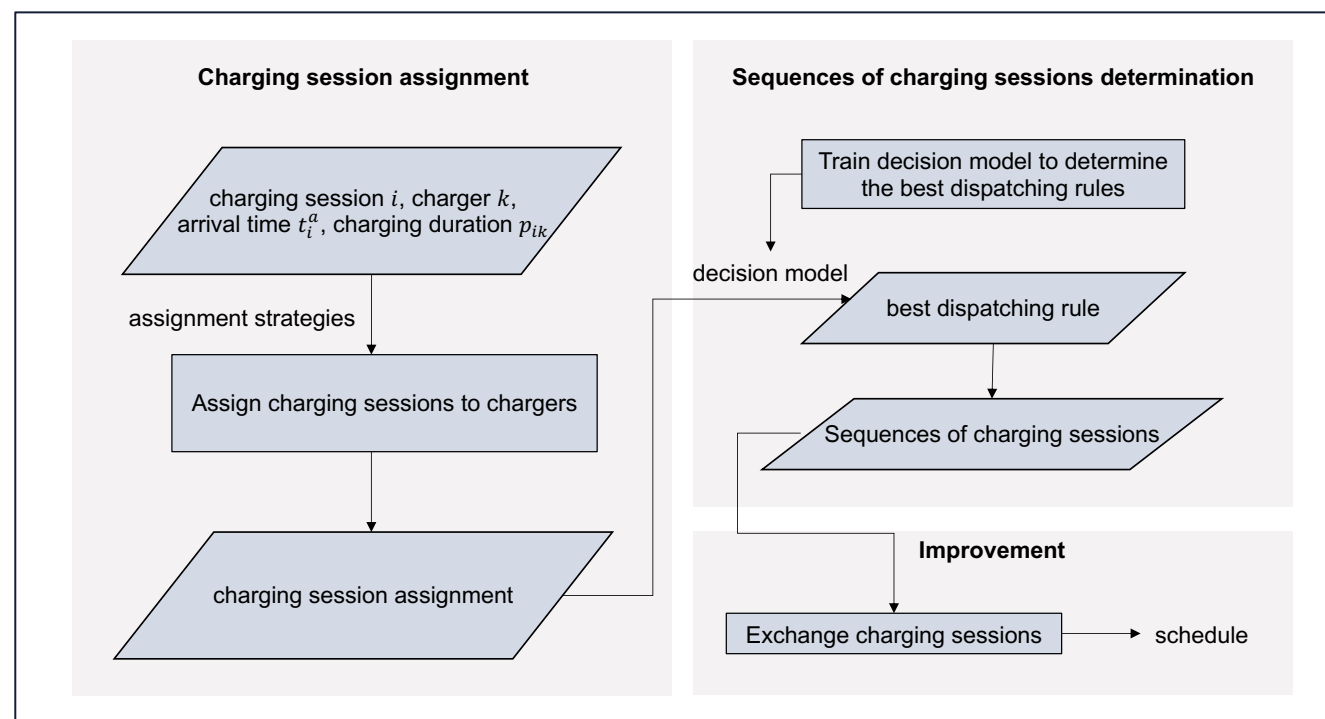 Charging session assignment
charging session i, charger k,
arrival time t_i^a, charging duration p_{ik}
assignment strategies
Assign charging sessions to chargers
charging session assignment
Sequences of charging sessions determination
Train decision model to determine
the best dispatching rules
decision model
best dispatching rule
Sequences of charging sessions
Improvement
Exchange charging sessions
schedule